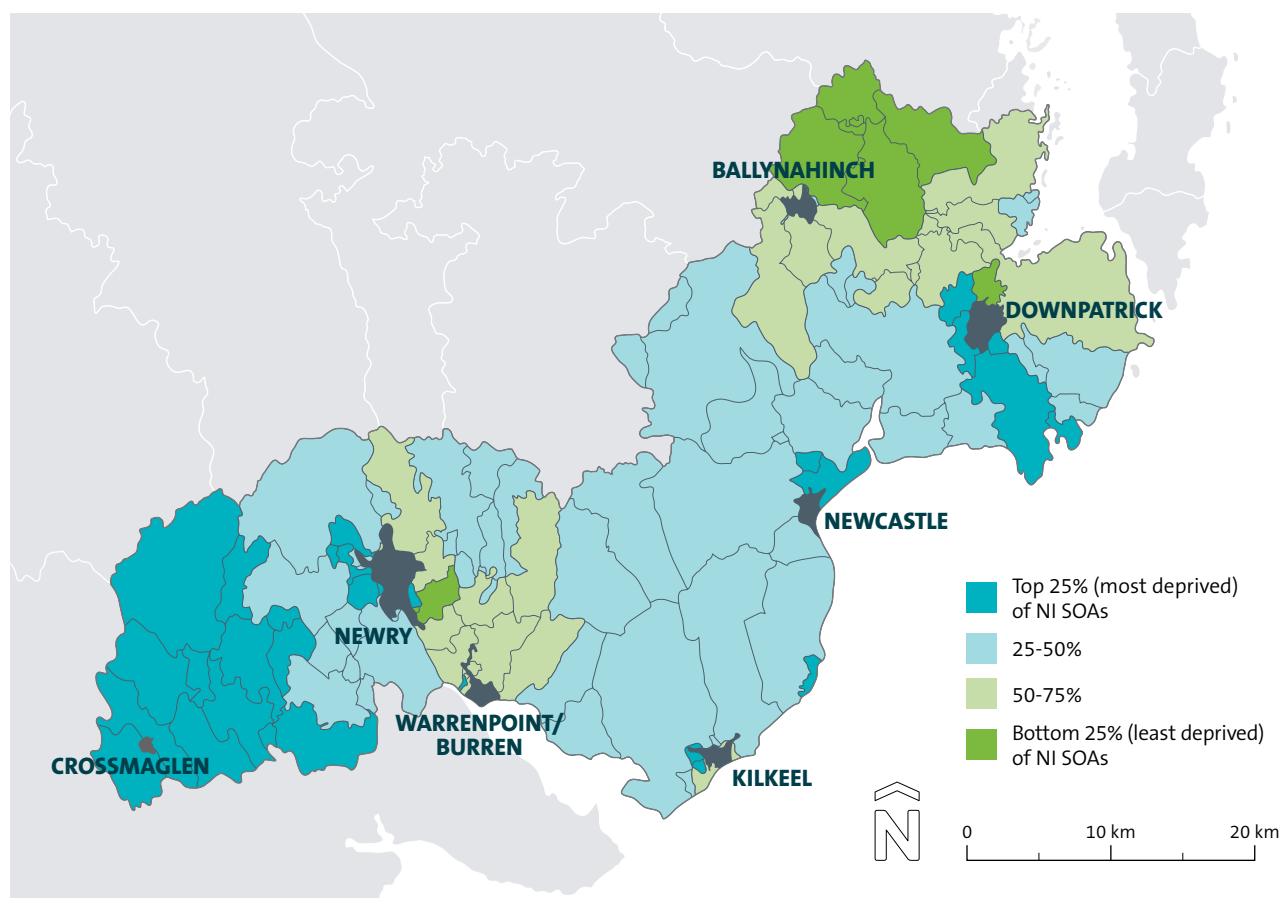 BALLYNAHINCH
DOWNPATRICK
NEWCASTLE
NEWRY
WARRENPOINT/
BURREN
CROSSMAGLEN
KILKEEL
Top 25% (most deprived)
of NI SOAs
25-50%
50-75%
Bottom 25% (least deprived)
of NI SOAs
N
0 10 km 20 km